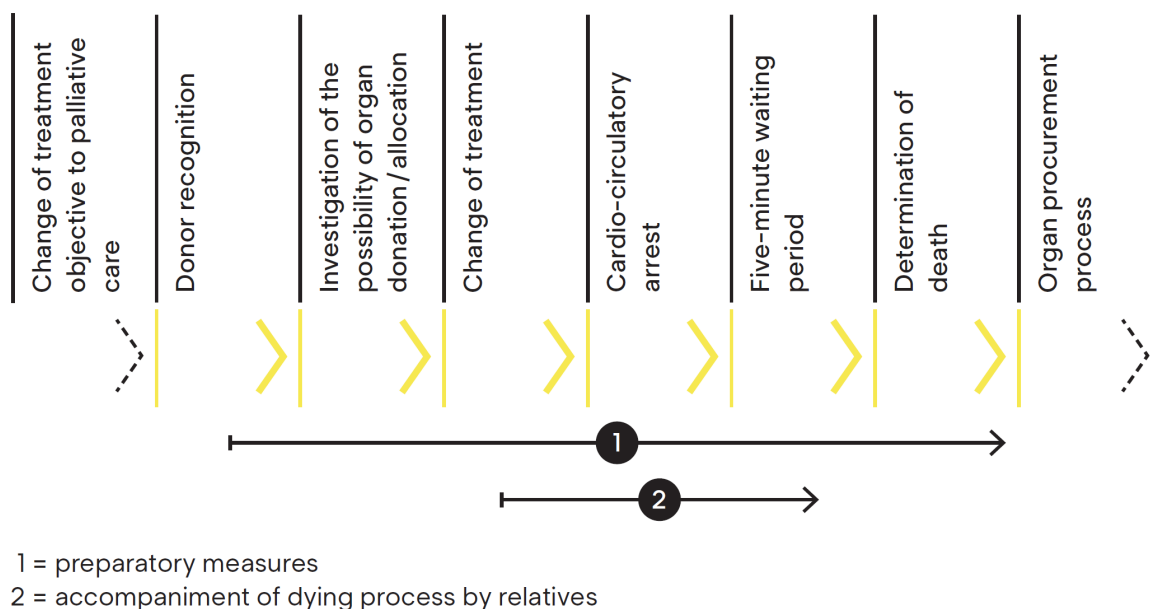 Change of treatment
objective to palliative
care
Donor recognition
Investigation of the
possibility of organ
donation / allocation
Change of treatment
Cardio-circulatory
arrest
Five-minute waiting
period
Determination of
death
Organ procurement
process
1
2
1 = preparatory measures
2 = accompaniment of dying process by relatives